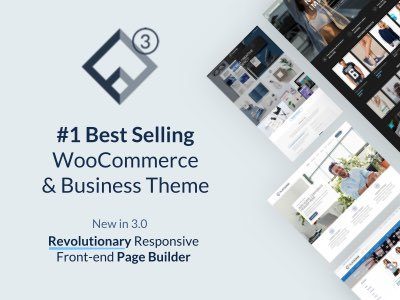 3
#1 Best Selling
WooCommerce
& Business Theme
New in 3.0
Revolutionary Responsive
Front-end Page Builder